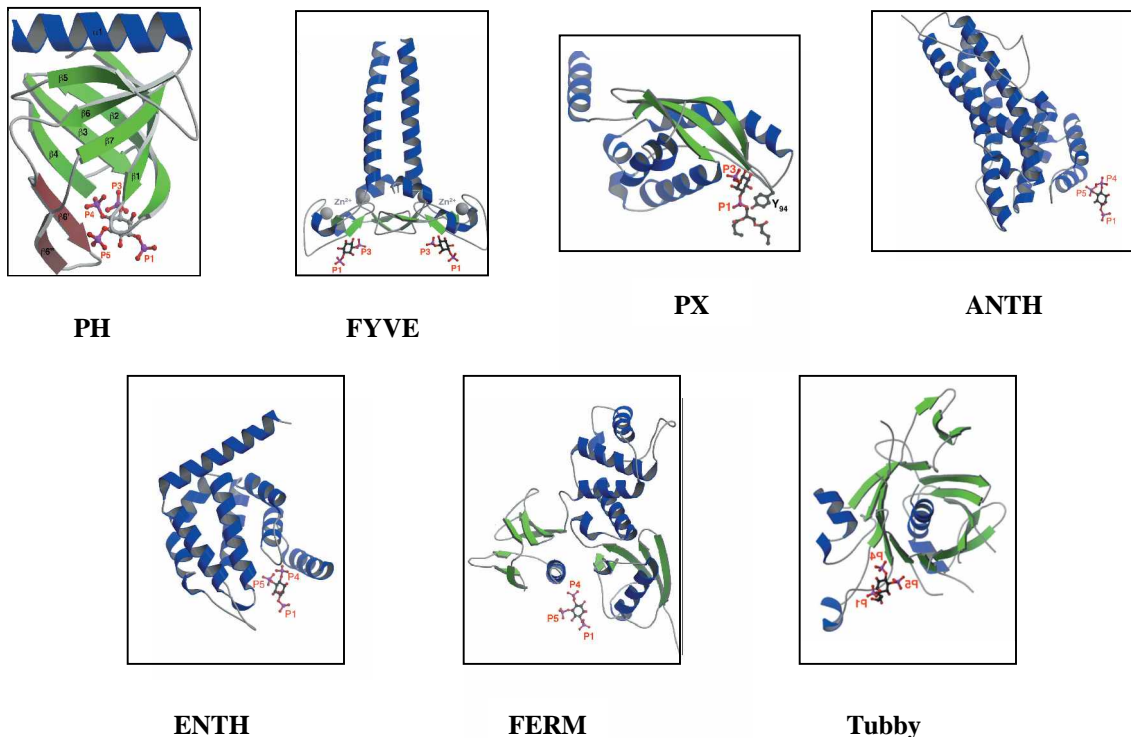 α1
β5
β6
β2
β3
β7
β4
β1
P3
P4
β6'
P5
P1
β6"
PH
Zn²⁺ Zn²⁺
P3 P3
P1 P1
FYVE
P3
P1
Y94
PX
P4
P5
P1
ANTH
P4
P5
P1
ENTH
P4
P5
P1
FERM
P4
P5
P1
Tubby